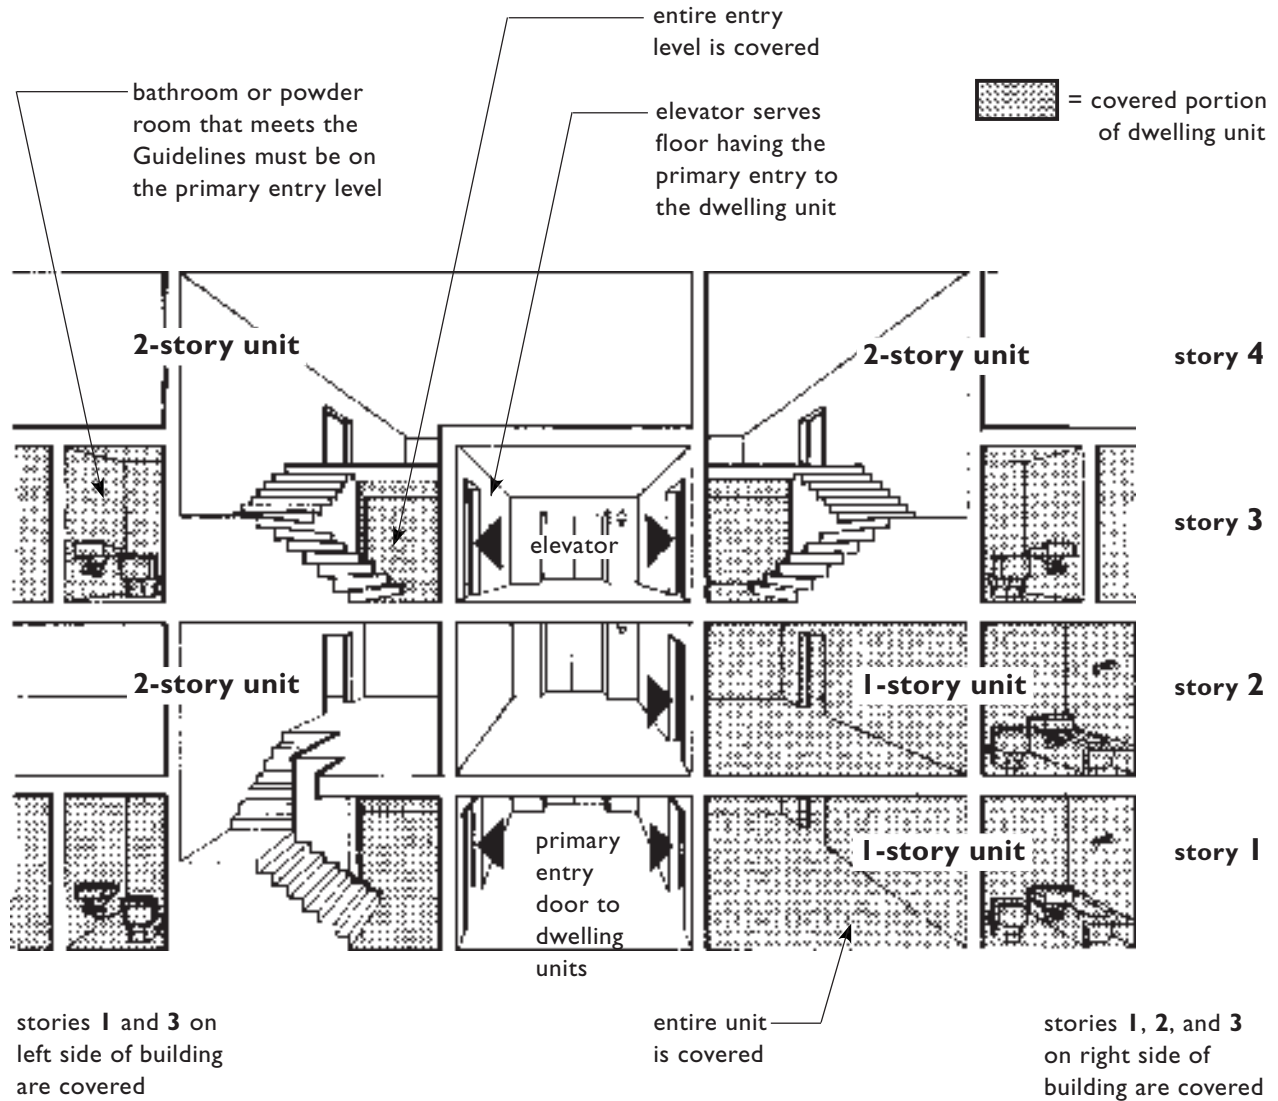 entire entry
level is covered
bathroom or powder
room that meets the
Guidelines must be on
the primary entry level
elevator serves
floor having the
primary entry to
the dwelling unit
= covered portion
of dwelling unit
2-story unit
2-story unit
story 4
elevator
story 3
2-story unit
1-story unit
story 2
primary
entry
door to
dwelling
units
1-story unit
story 1
stories 1 and 3 on
left side of building
are covered
entire unit
is covered
stories 1, 2, and 3
on right side of
building are covered